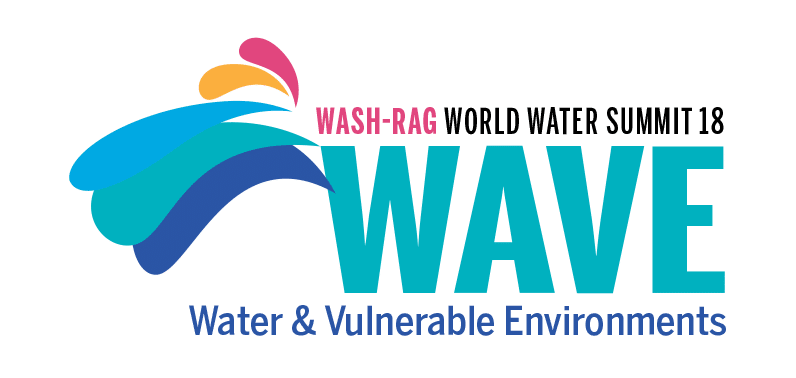 WASH-RAG WORLD WATER SUMMIT 18
WAVE
Water & Vulnerable Environments